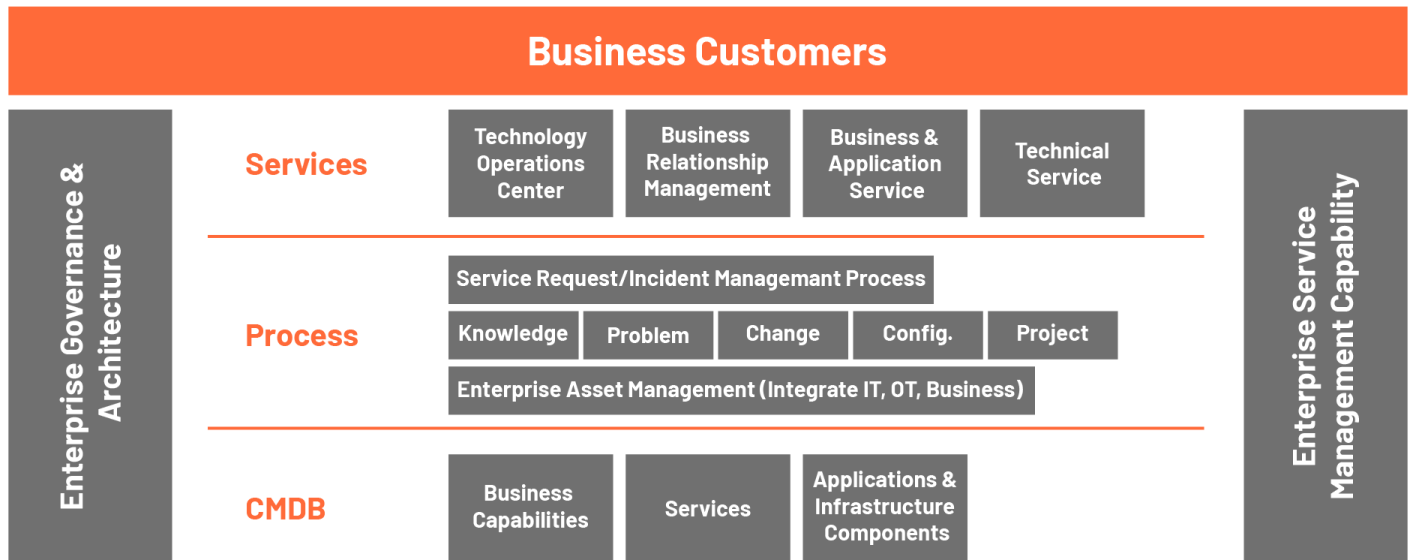 Business Customers
Enterprise Governance &
Architecture
Services
Technology
Operations
Center
Business
Relationship
Management
Business &
Application
Service
Technical
Service
Process
Service Request/Incident Managemant Process
Knowledge
Problem
Change
Config.
Project
Enterprise Asset Management (Integrate IT, OT, Business)
CMDB
Business
Capabilities
Services
Applications &
Infrastructure
Components
Enterprise Service
Management Capability